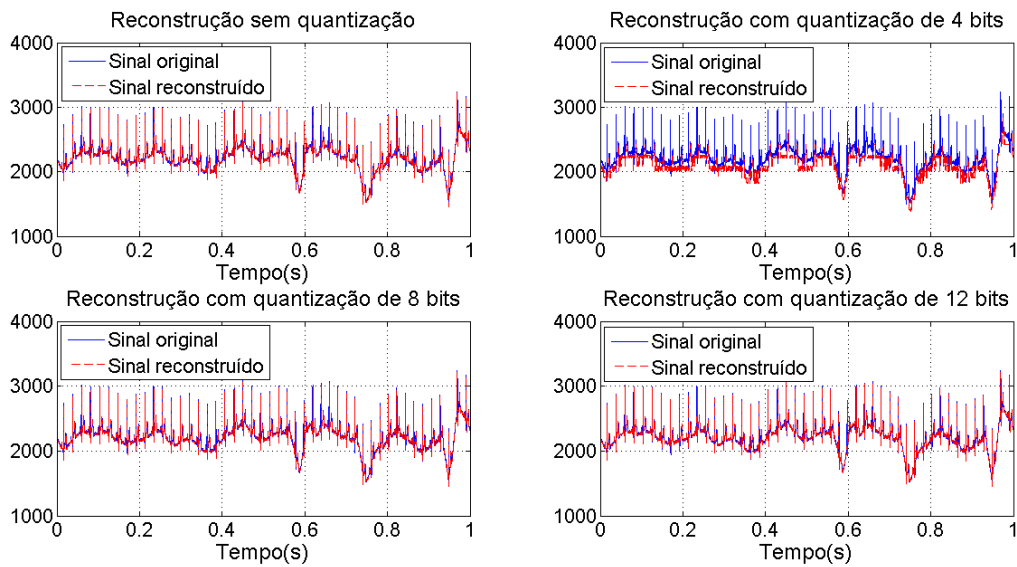 Reconstrução sem quantização
4000
3000
2000
1000
Sinal original
Sinal reconstruído
0
0.2
0.4
0.6
0.8
1
Tempo(s)
Reconstrução com quantização de 4 bits
4000
3000
2000
1000
Sinal original
Sinal reconstruído
0
0.2
0.4
0.6
0.8
1
Tempo(s)
Reconstrução com quantização de 8 bits
4000
3000
2000
1000
Sinal original
Sinal reconstruído
0
0.2
0.4
0.6
0.8
1
Tempo(s)
Reconstrução com quantização de 12 bits
4000
3000
2000
1000
Sinal original
Sinal reconstruído
0
0.2
0.4
0.6
0.8
1
Tempo(s)